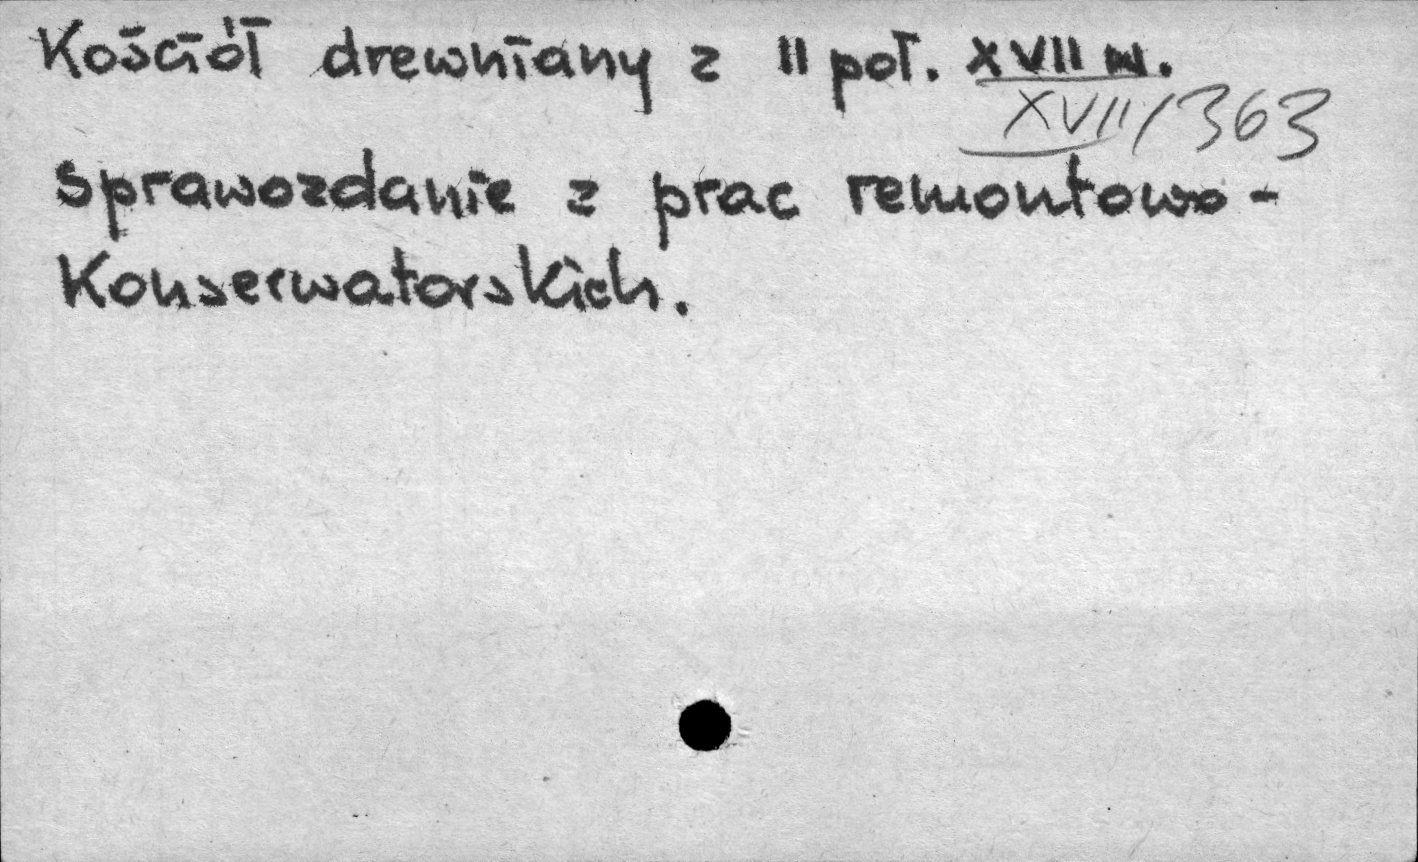 Kościół drewniany z II poł. XVII w.
XVII/363
Sprawozdanie z prac remontowo-
Konserwatorskich.